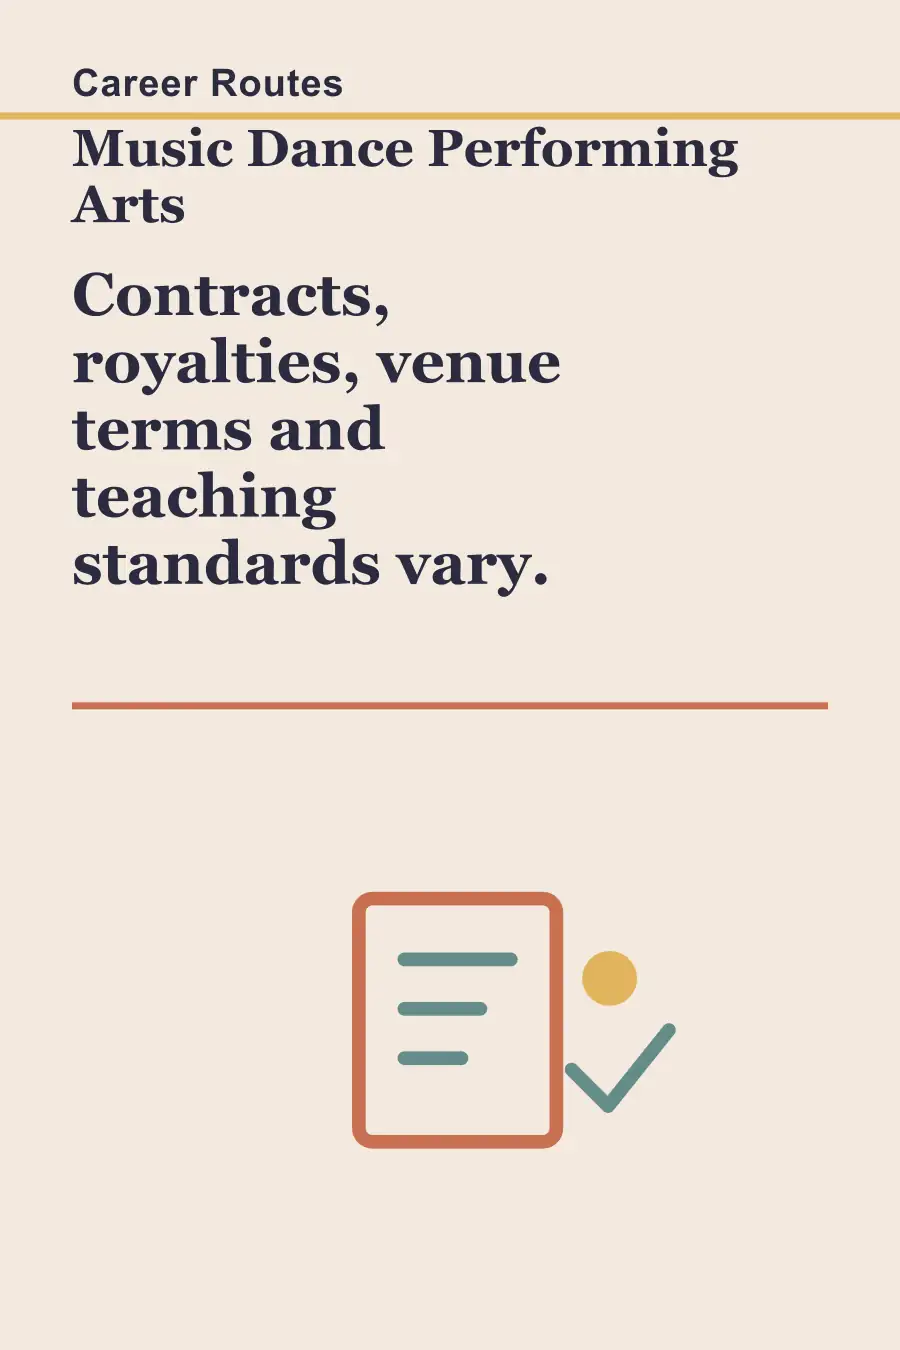 Career Routes
Music Dance Performing
Arts
Contracts,
royalties, venue
terms and
teaching
standards vary.